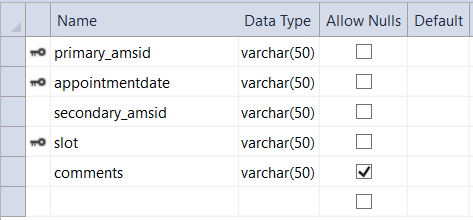 Name Data Type Allow Nulls Default
primary_amsid varchar(50)
appointmentdate varchar(50)
secondary_amsid varchar(50)
slot varchar(50)
comments varchar(50)